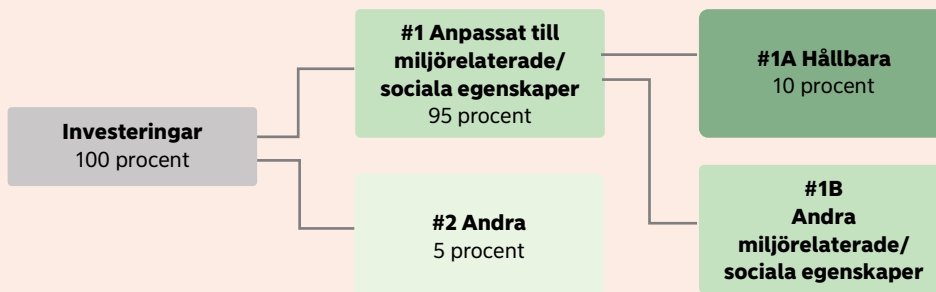 Investeringar
100 procent
#1 Anpassat till
miljörelaterade/
sociala egenskaper
95 procent
#2 Andra
5 procent
#1A Hållbara
10 procent
#1B
Andra
miljörelaterade/
sociala egenskaper